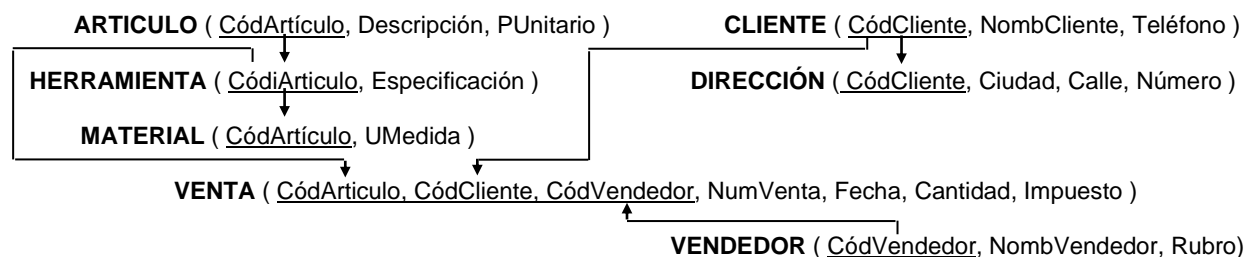 ARTICULO ( CódArtículo, Descripción, PUnitario ) CLIENTE ( CódCliente, NombCliente, Teléfono )
HERRAMIENTA ( CódiArticulo, Especificación ) DIRECCIÓN ( CódCliente, Ciudad, Calle, Número )
MATERIAL ( CódArtículo, UMedida )
VENTA ( CódArticulo, CódCliente, CódVendedor, NumVenta, Fecha, Cantidad, Impuesto )
VENDEDOR ( CódVendedor, NombVendedor, Rubro)